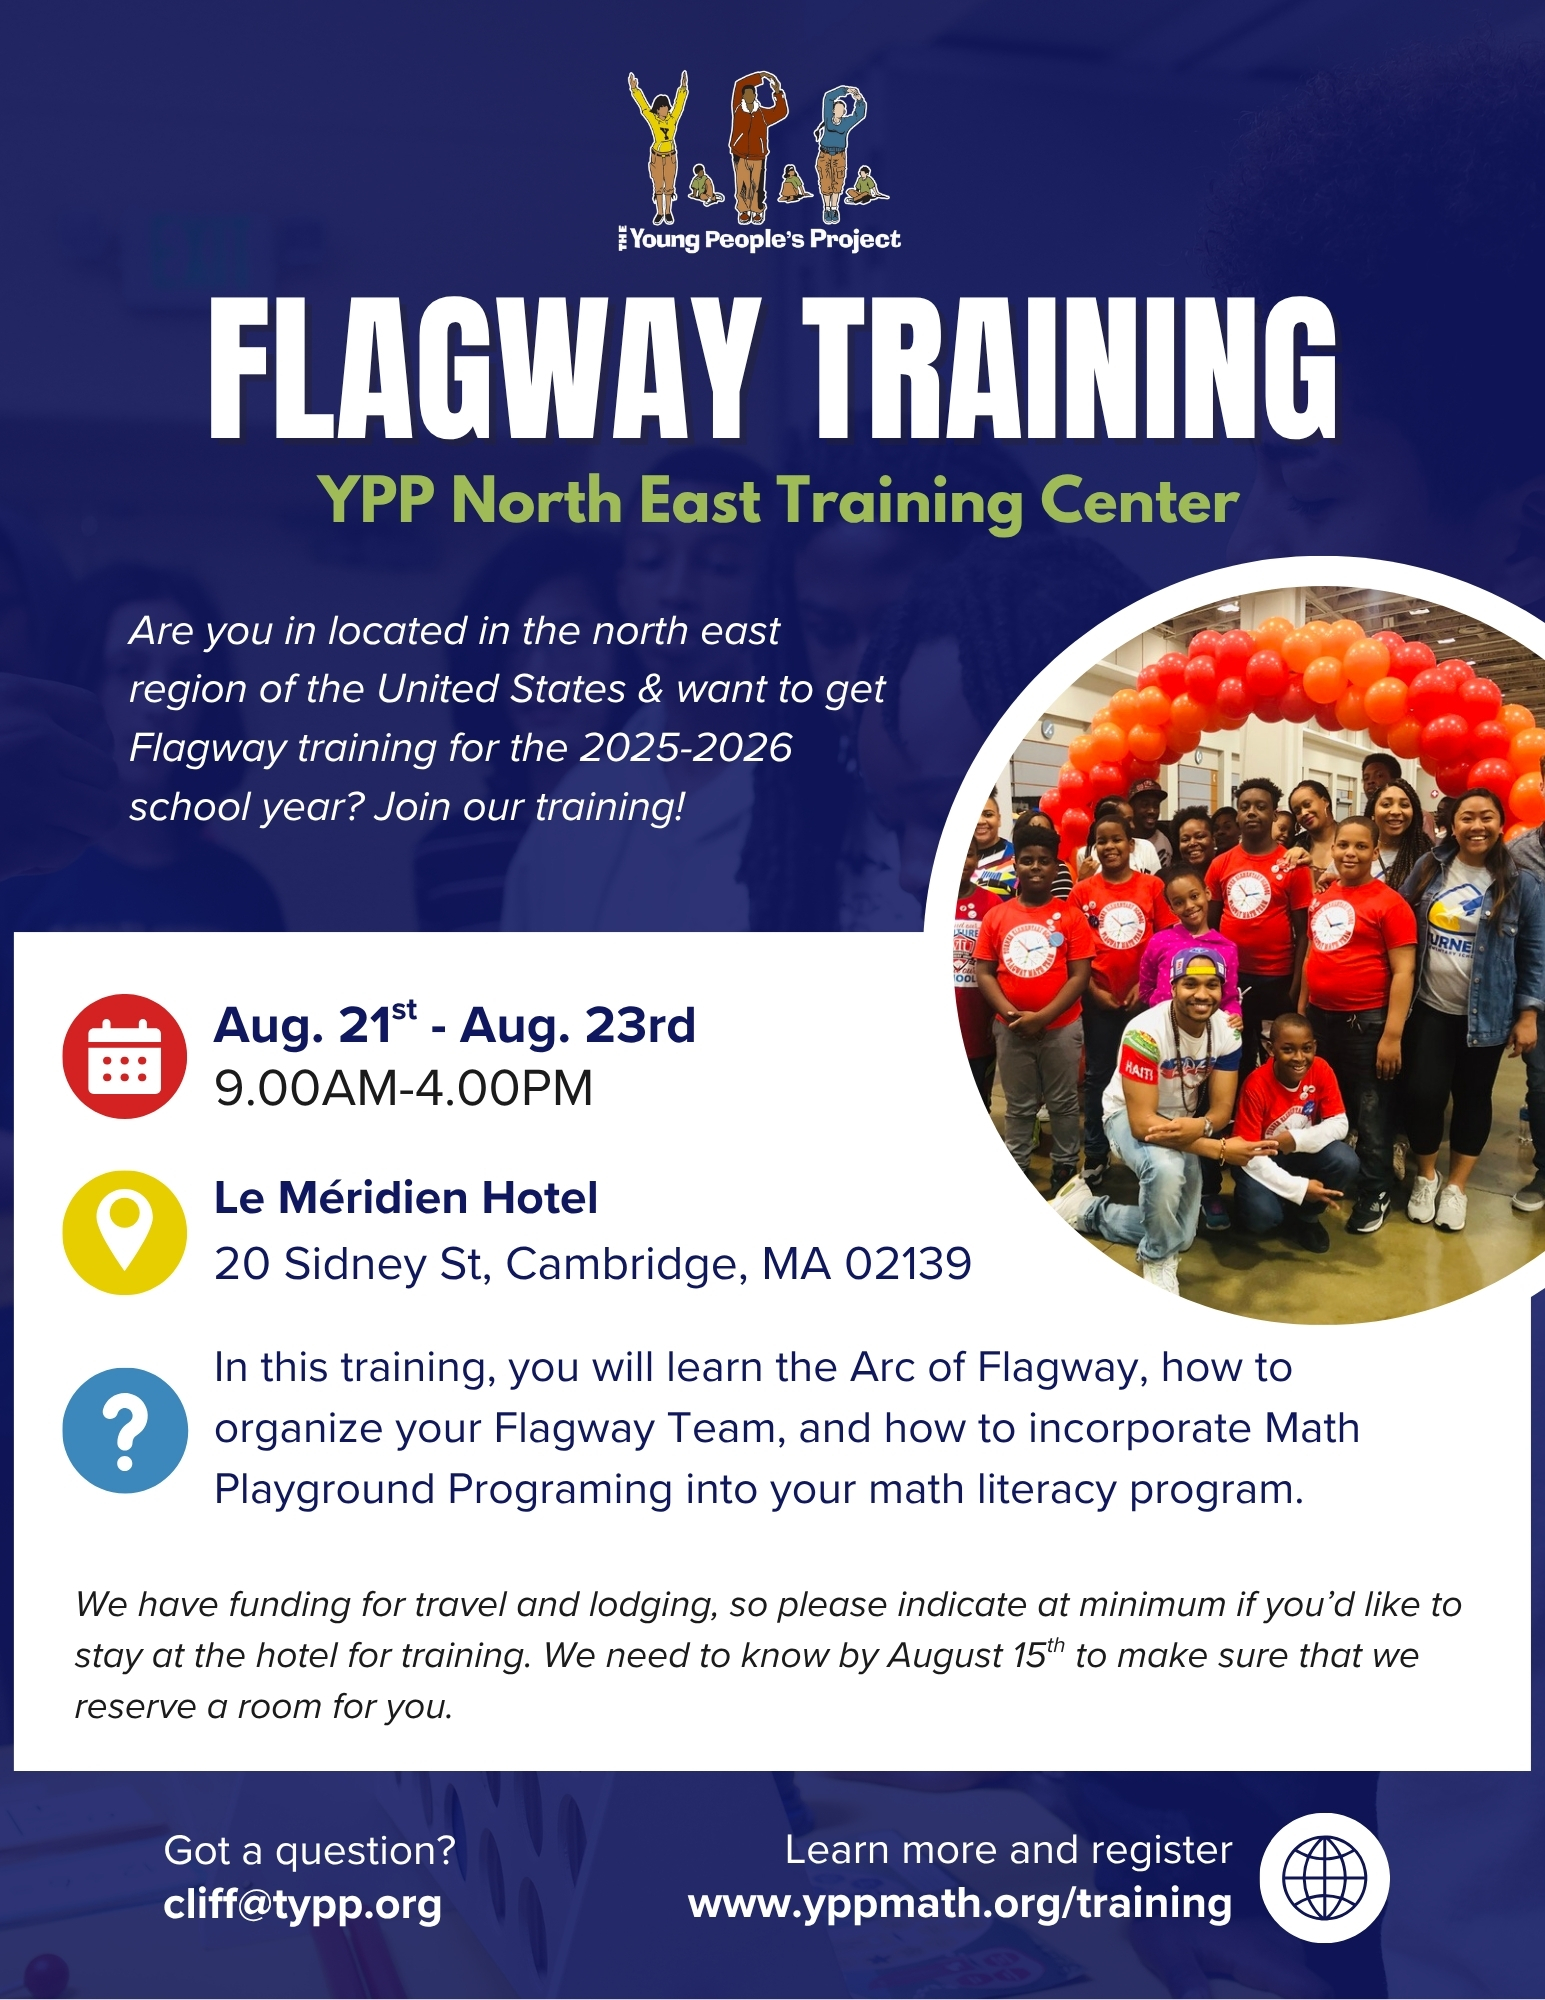 THE Young People's Project
FLAGWAY TRAINING
YPP North East Training Center
Are you in located in the north east
region of the United States & want to get
Flagway training for the 2025-2026
school year? Join our training!
Aug. 21st - Aug. 23rd
9.00AM-4.00PM
Le Méridien Hotel
20 Sidney St, Cambridge, MA 02139
In this training, you will learn the Arc of Flagway, how to
organize your Flagway Team, and how to incorporate Math
Playground Programing into your math literacy program.
We have funding for travel and lodging, so please indicate at minimum if you'd like to
stay at the hotel for training. We need to know by August 15th to make sure that we
reserve a room for you.
Got a question?
cliff@typp.org
Learn more and register
www.yppmath.org/training
HAITI